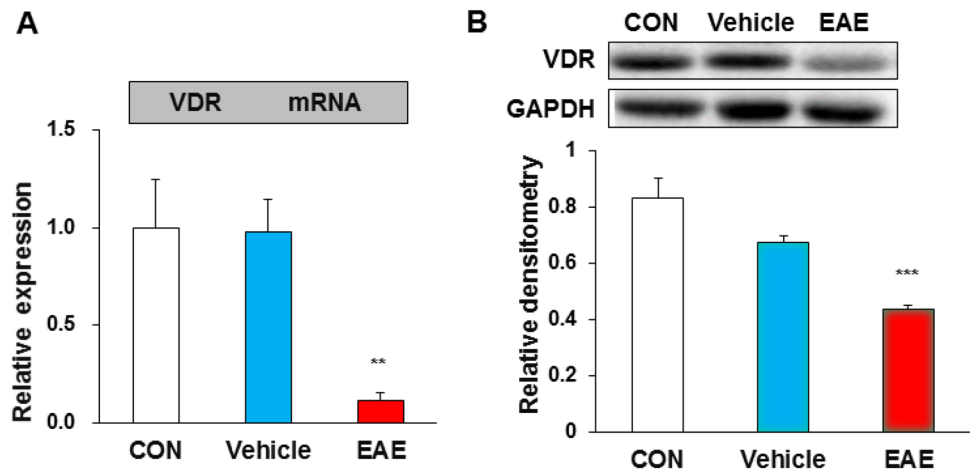 A
VDR mRNA
Relative expression
1.5
1.0
0.5
0.0
**
CON Vehicle EAE
B
CON Vehicle EAE
VDR
GAPDH
Relative densitometry
1
0.8
0.6
0.4
0.2
0
***
CON Vehicle EAE